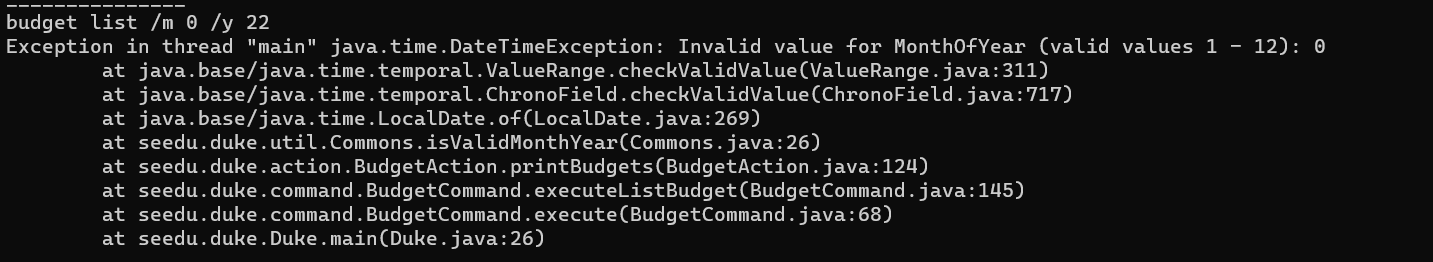 ---------------
budget list /m 0 /y 22
Exception in thread "main" java.time.DateTimeException: Invalid value for MonthOfYear (valid values 1 - 12): 0
        at java.base/java.time.temporal.ValueRange.checkValidValue(ValueRange.java:311)
        at java.base/java.time.temporal.ChronoField.checkValidValue(ChronoField.java:717)
        at java.base/java.time.LocalDate.of(LocalDate.java:269)
        at seedu.duke.util.Commons.isValidMonthYear(Commons.java:26)
        at seedu.duke.action.BudgetAction.printBudgets(BudgetAction.java:124)
        at seedu.duke.command.BudgetCommand.executeListBudget(BudgetCommand.java:145)
        at seedu.duke.command.BudgetCommand.execute(BudgetCommand.java:68)
        at seedu.duke.Duke.main(Duke.java:26)